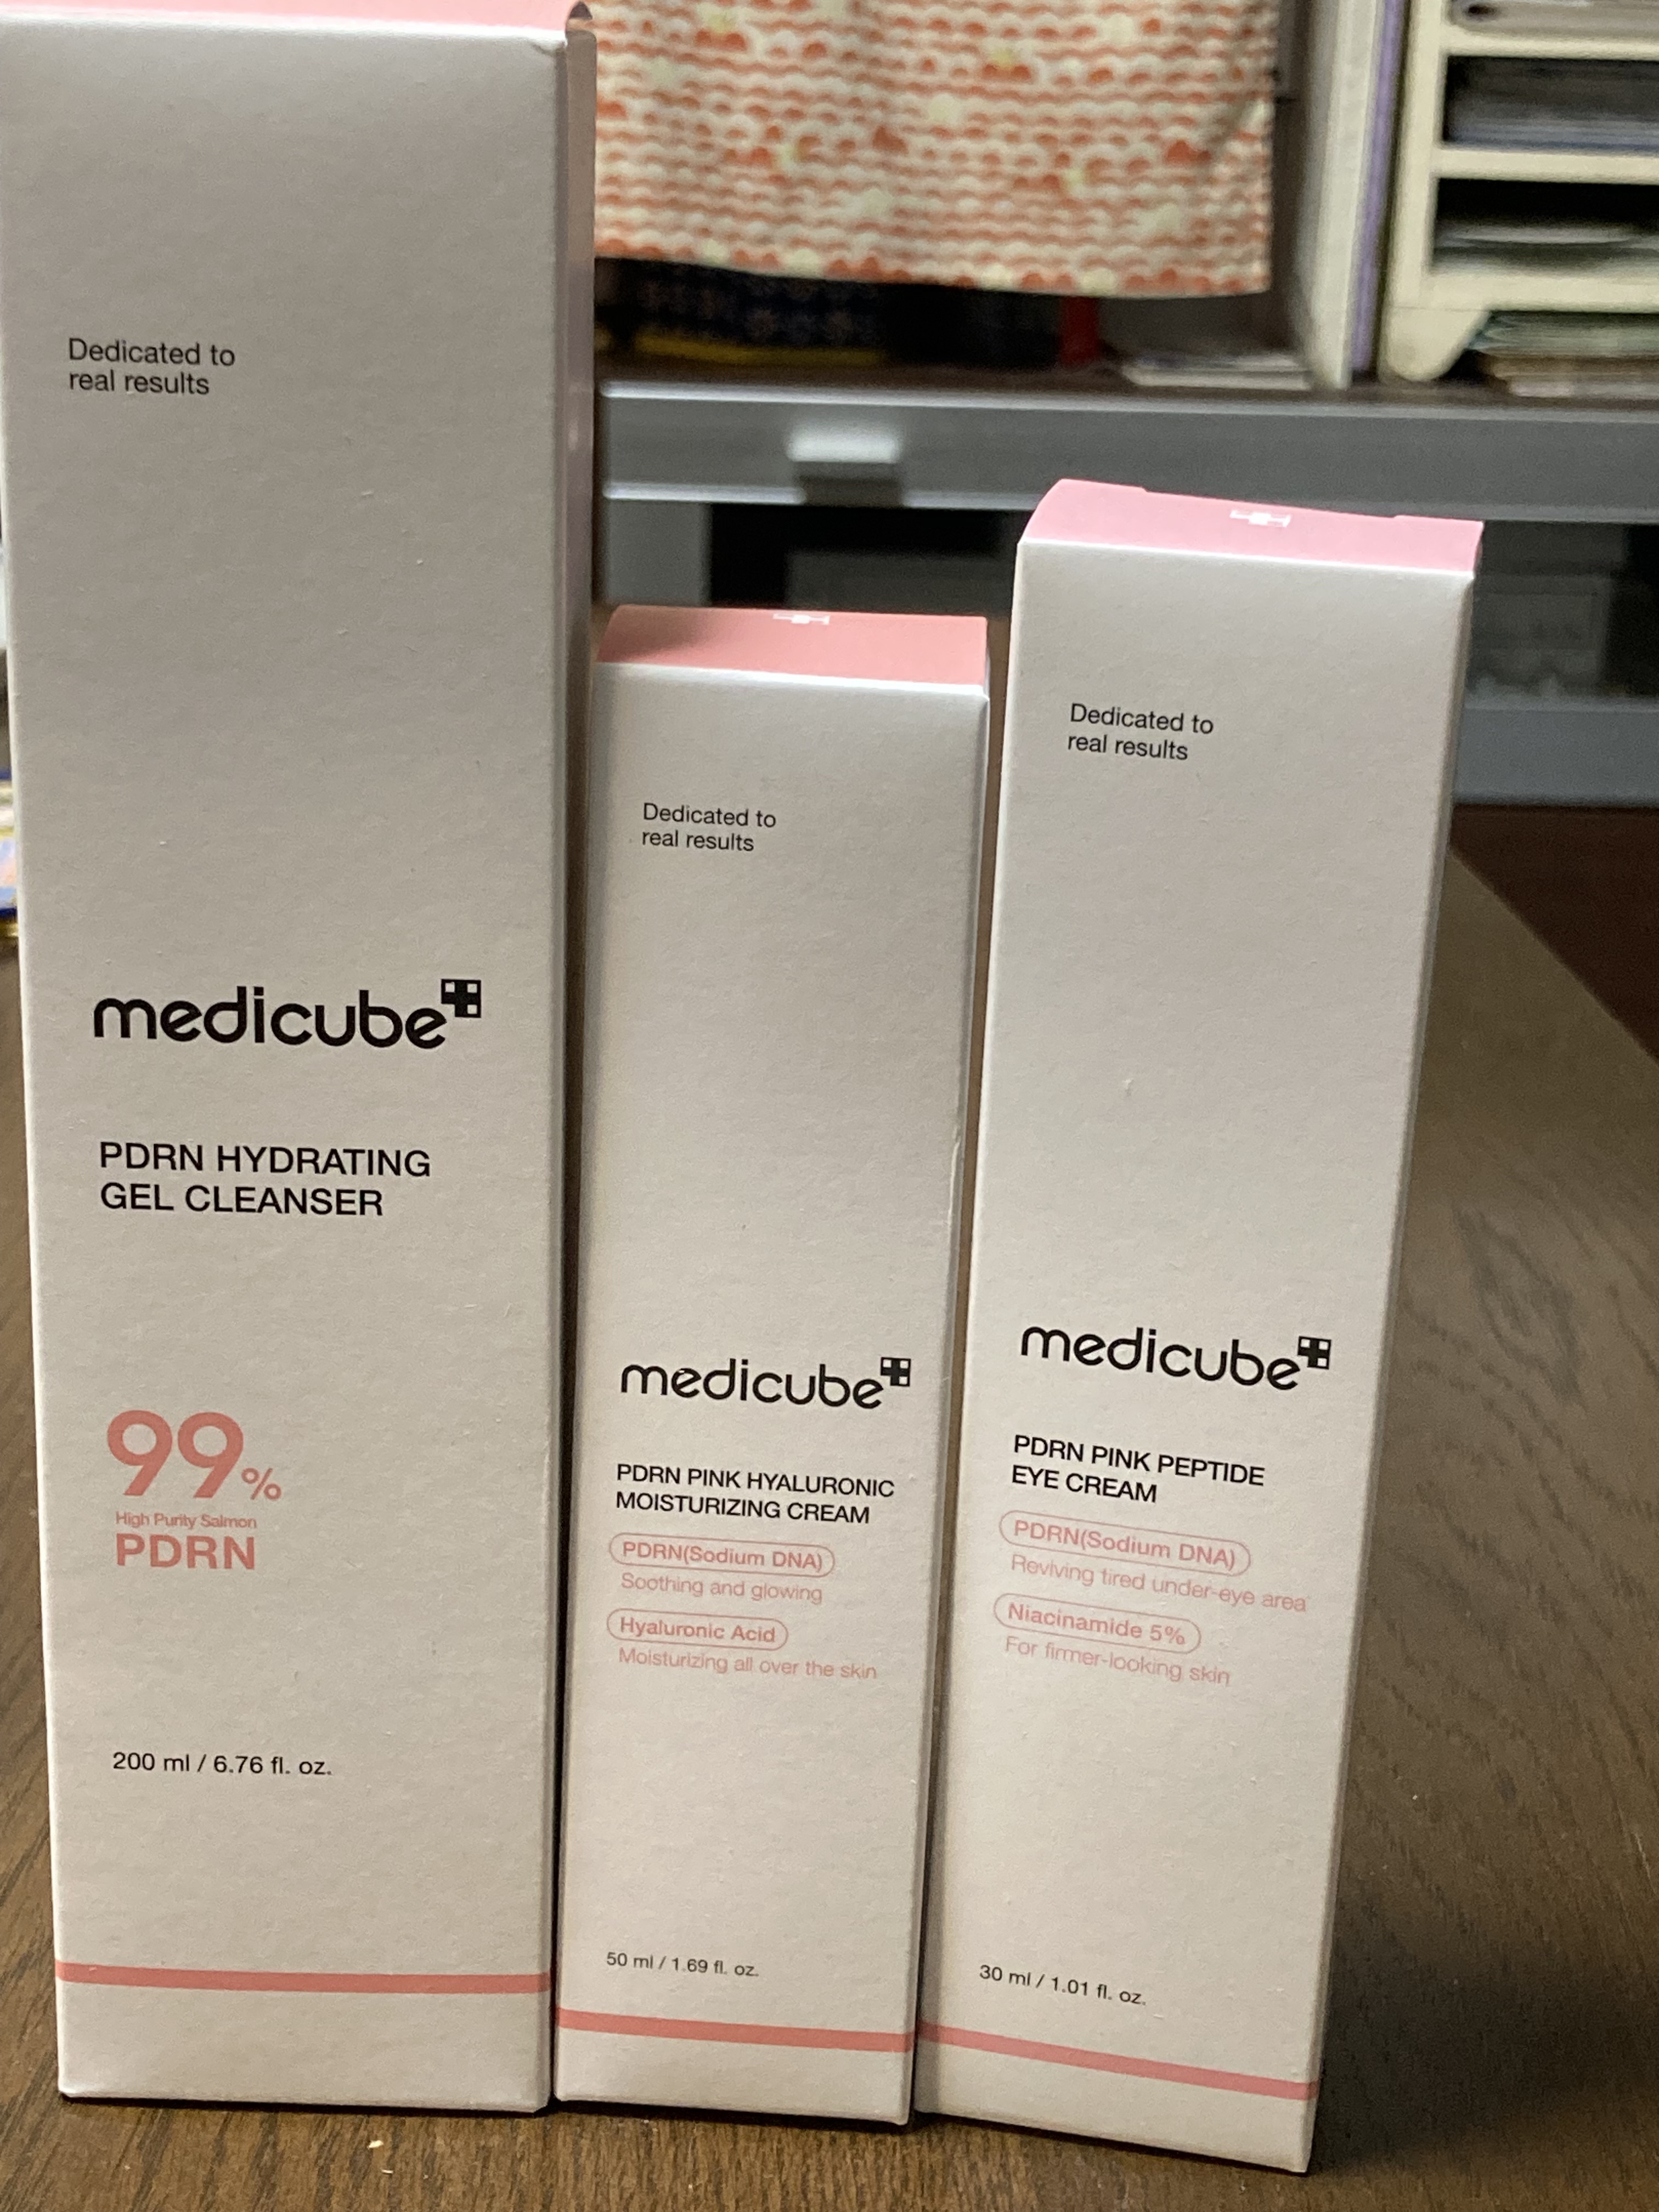 Dedicated to
real results
medicube
PDRN HYDRATING
GEL CLEANSER
99%
High Purity Salmon
PDRN
200 ml / 6.76 fl. oz.
Dedicated to
real results
medicube
PDRN PINK HYALURONIC
MOISTURIZING CREAM
PDRN(Sodium DNA)
Soothing and glowing
Hyaluronic Acid
Moisturizing all over the skin
50 ml / 1.69 fl. oz.
Dedicated to
real results
medicube
PDRN PINK PEPTIDE
EYE CREAM
PDRN(Sodium DNA)
Reviving tired under-eye area
Niacinamide 5%
For firmer-looking skin
30 ml / 1.01 fl. oz.